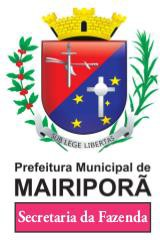 SUB LEGE LIBERTAS
Prefeitura Municipal de
MAIRIPORÃ
Secretaria da Fazenda